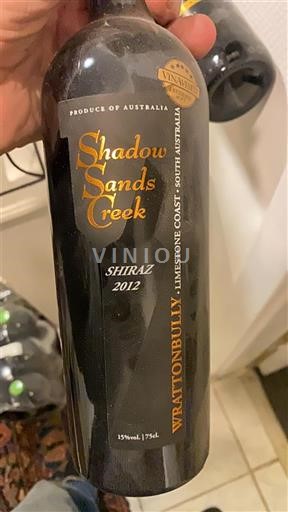 PRODUCE OF AUSTRALIA
Shadow
Sands
Creek
VINIOU
SHIRAZ
2012
WRATTONBULLY • LIMESTONE COAST • SOUTH AUSTRALIA
15%vol. | 75cl.